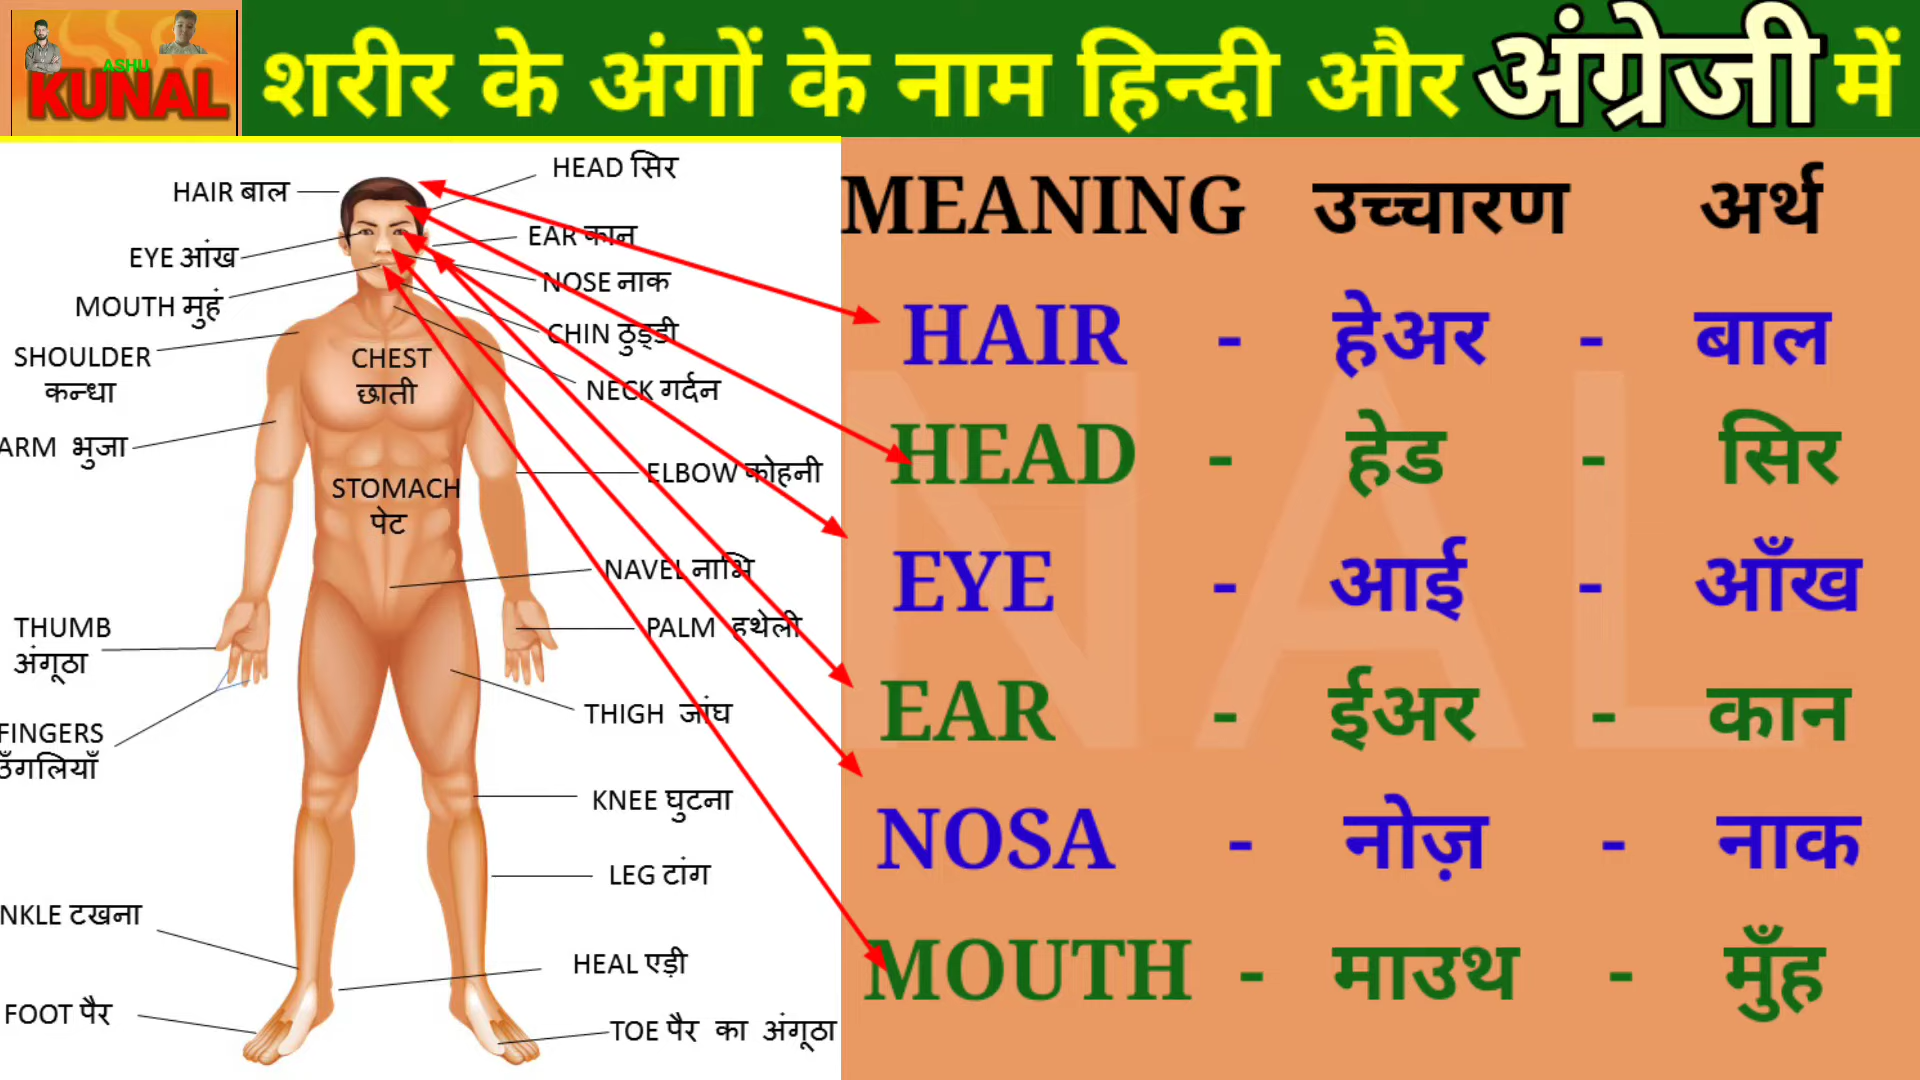 ASHU
KUNAL
शरीर के अंगों के नाम हिन्दी और अंग्रेजी में
HEAD सिर
HAIR बाल
EAR कान
EYE आंख
NOSE नाक
MOUTH मुहं
CHIN ठुड्डी
SHOULDER
कन्धा
CHEST
छाती
NECK गर्दन
ARM भुजा
ELBOW कोहनी
STOMACH
पेट
NAVEL नाभि
THUMB
अंगूठा
PALM हथेली
THIGH जांघ
FINGERS
उँगलियाँ
KNEE घुटना
LEG टांग
NKLE टखना
HEAL एड़ी
FOOT पैर
TOE पैर का अंगूठा
MEANING उच्चारण अर्थ
HAIR - हेअर - बाल
HEAD - हेड - सिर
EYE - आई - आँख
EAR - ईअर - कान
NOSA - नोज़ - नाक
MOUTH - माउथ - मुँह
NAL